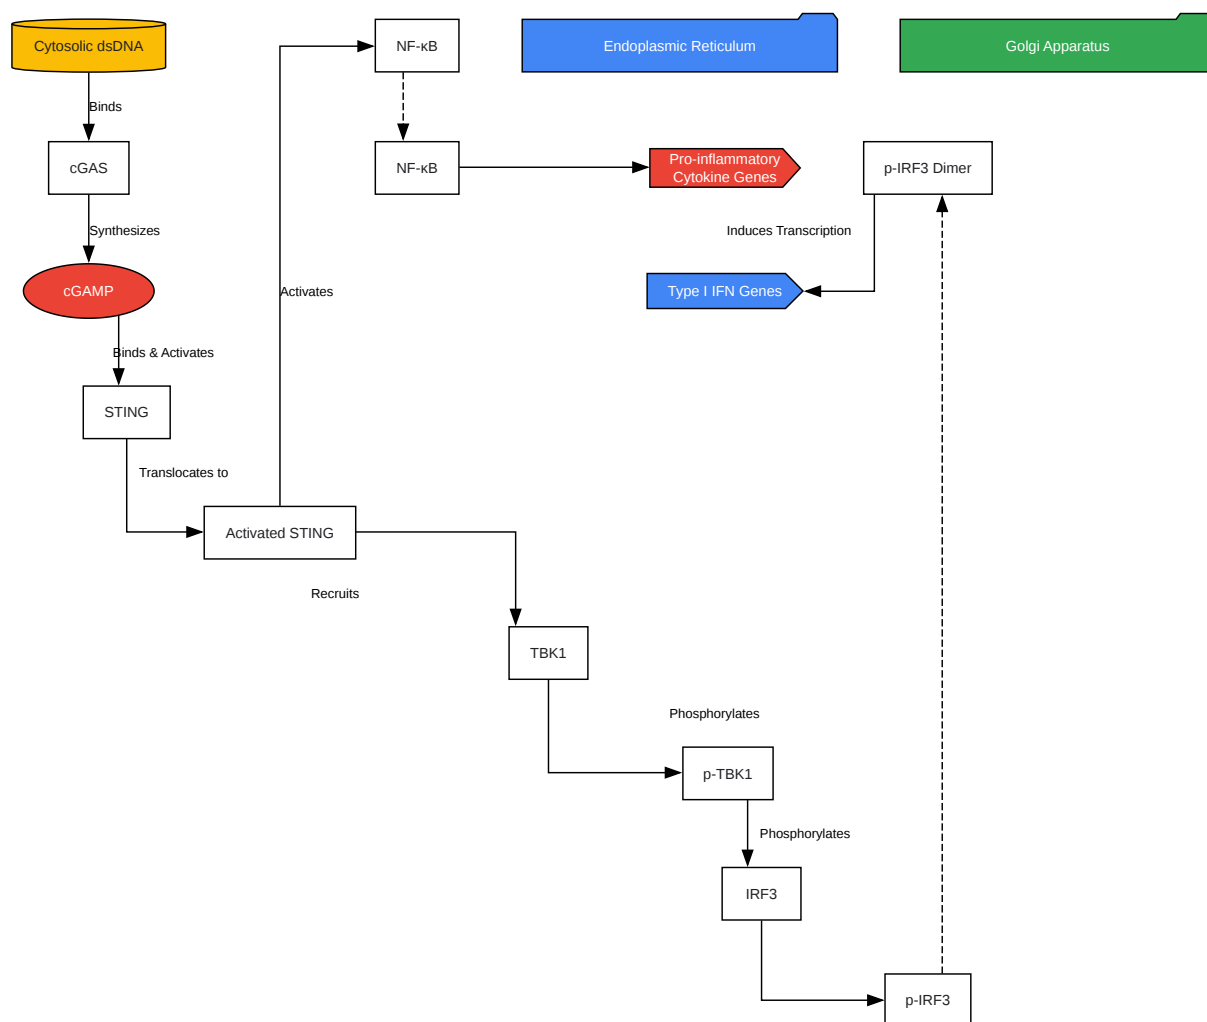 Cytosolic dsDNA
NF-κB
Endoplasmic Reticulum
Golgi Apparatus
Binds
cGAS
NF-κB
Pro-inflammatory
Cytokine Genes
p-IRF3 Dimer
Synthesizes
Induces Transcription
cGAMP
Activates
Type I IFN Genes
Binds & Activates
STING
Translocates to
Activated STING
Recruits
TBK1
Phosphorylates
p-TBK1
Phosphorylates
IRF3
p-IRF3